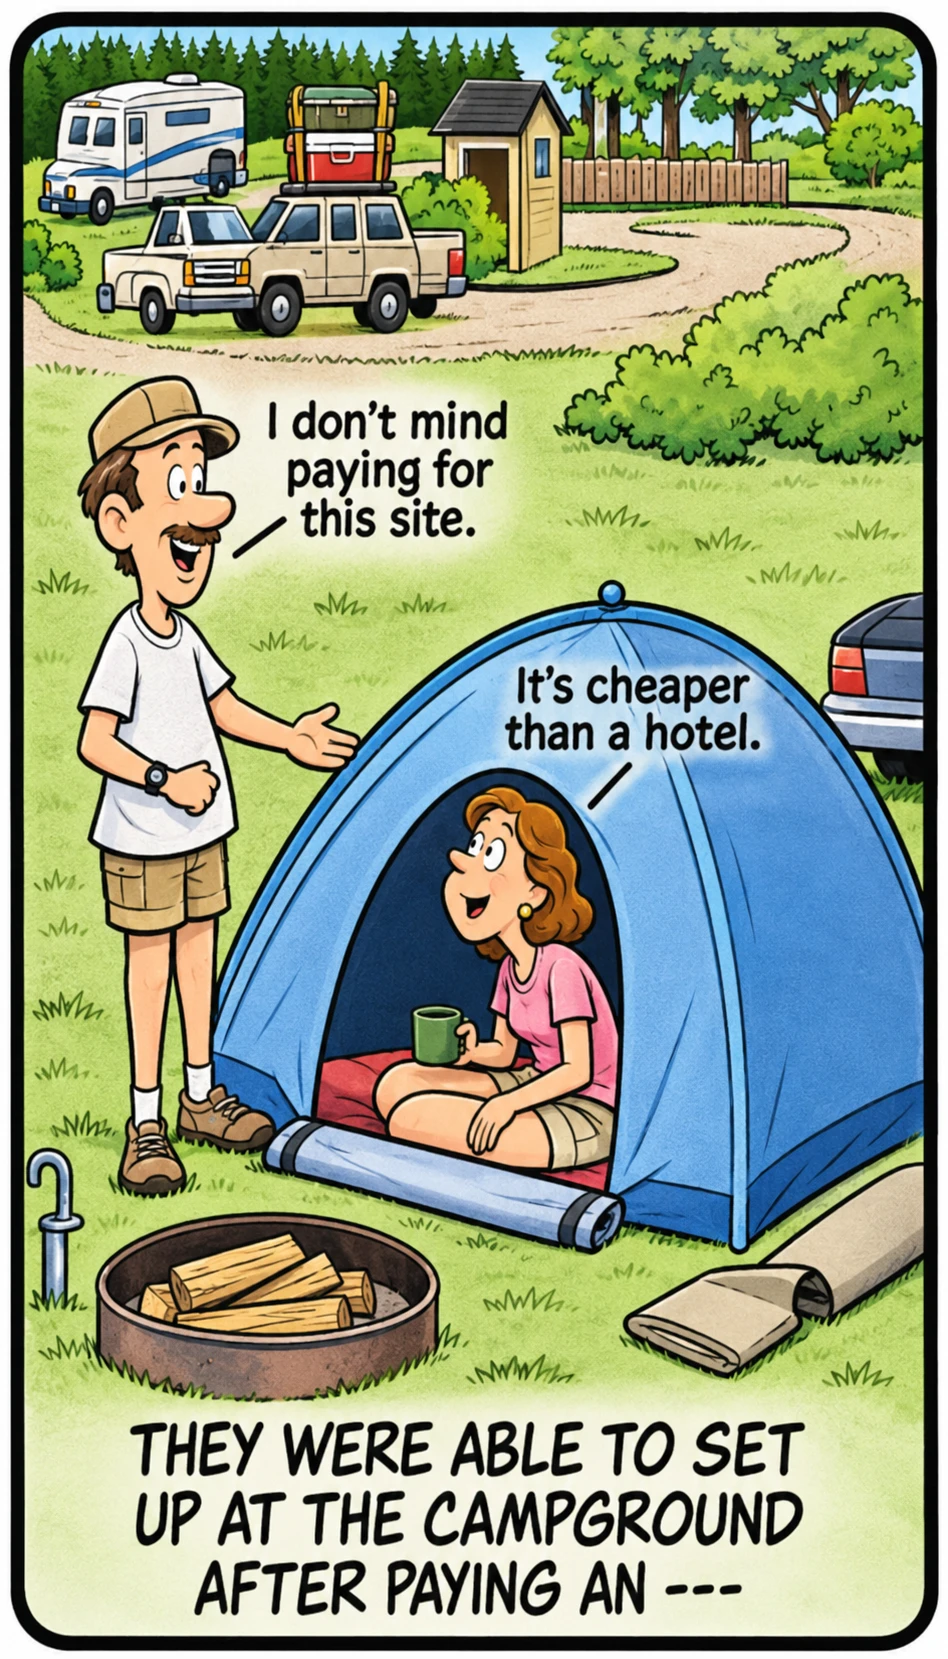 I don't mind
paying for
this site.
It's cheaper
than a hotel.
THEY WERE ABLE TO SET
UP AT THE CAMPGROUND
AFTER PAYING AN ---